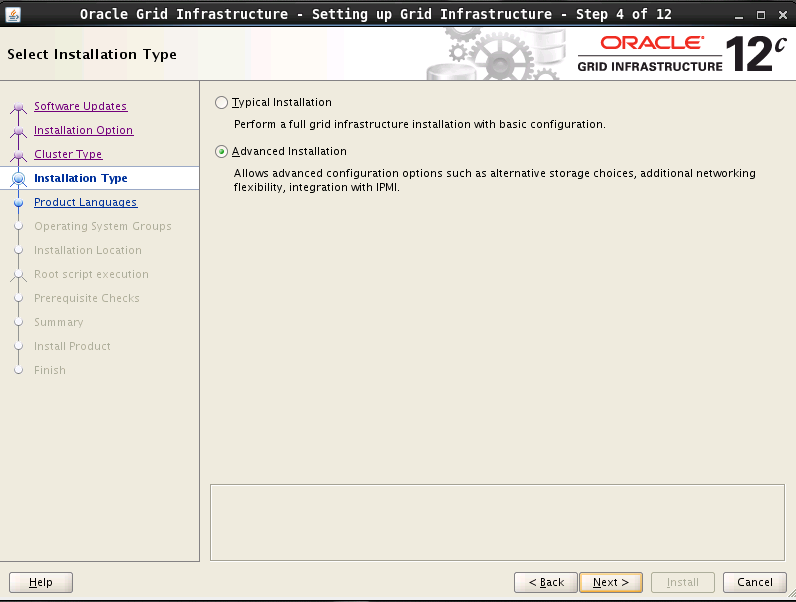 Oracle Grid Infrastructure - Setting up Grid Infrastructure - Step 4 of 12
Select Installation Type
ORACLE
GRID INFRASTRUCTURE
12c
Software Updates
Installation Option
Cluster Type
Installation Type
Product Languages
Operating System Groups
Installation Location
Root script execution
Prerequisite Checks
Summary
Install Product
Finish
Typical Installation
Perform a full grid infrastructure installation with basic configuration.
Advanced Installation
Allows advanced configuration options such as alternative storage choices, additional networking
flexibility, integration with IPMI.
Help
< Back
Next >
Install
Cancel